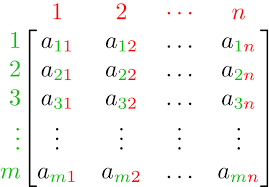 1 2 ⋯ n
1 a₁₁ a₁₂ … a₁ₙ
2 a₂₁ a₂₂ … a₂ₙ
3 a₃₁ a₃₂ … a₃ₙ
⋮ ⋮ ⋮ ⋮ ⋮
m aₘ₁ aₘ₂ … aₘₙ